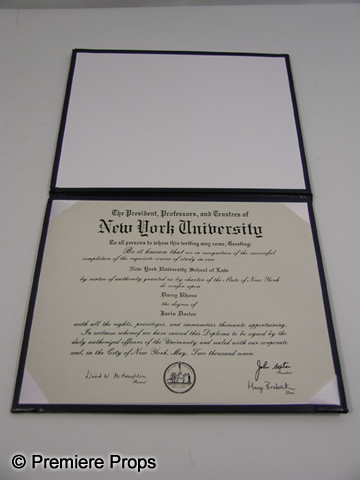 The President, Professors, and Trustees of
New York University
To all persons to whom this writing may come, Greeting:
Be it known that we in recognition of the successful
completion of the requisite course of study in our
New York University School of Law
by virtue of authority granted us by charter of the State of New York
do confer upon
Darcy
the degree of
Juris Doctor
with all the rights, privileges, and immunities thereunto appertaining.
In witness whereof we have caused this Diploma to be signed by the
duly authorized officers of the University and sealed with our corporate
seal, in the City of New York, May, Two thousand seven.
John Sexton
President
David W. McLaughlin
Provost
Dean
© Premiere Props